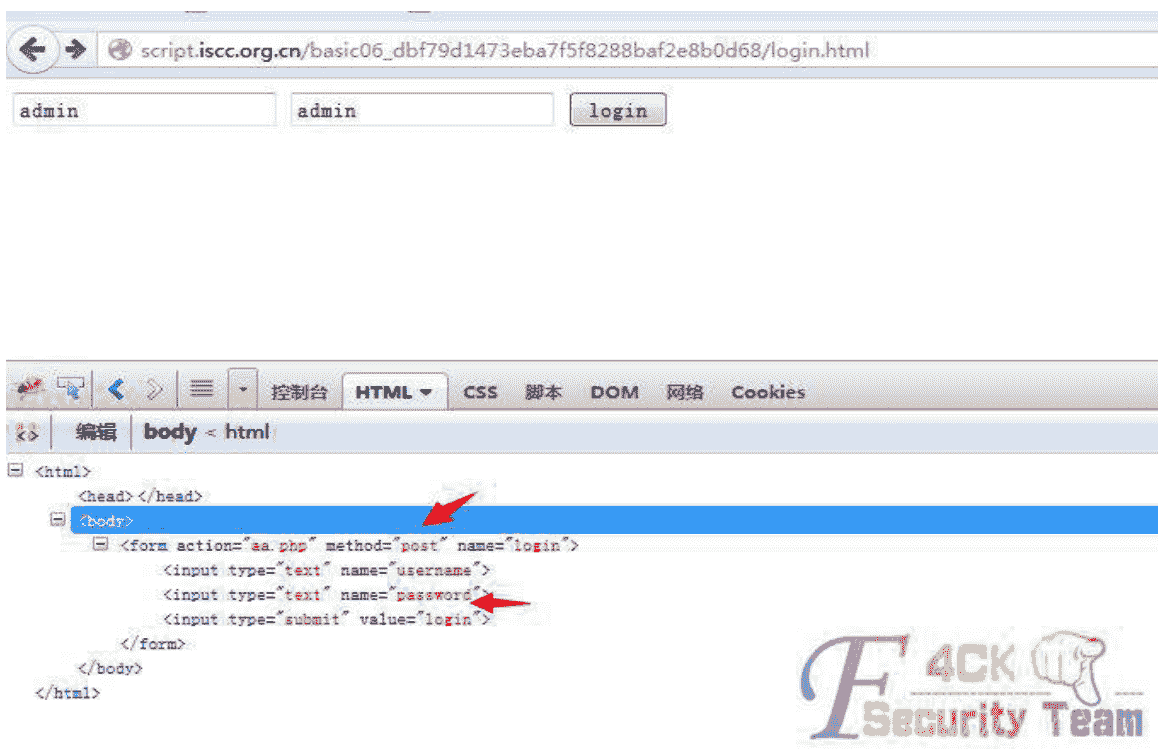 script.iscc.org.cn/basic06_dbf79d1473eba7f5f8288baf2e8b0d68/login.html
admin admin login
控制台 HTML CSS 脚本 DOM 网络 Cookies
编辑 body < html
<html>
<head></head>
<body>
<form action="aa.php" method="post" name="login">
<input type="text" name="username">
<input type="text" name="password">
<input type="submit" value="login">
</form>
</body>
</html>
F4CK
Security Team